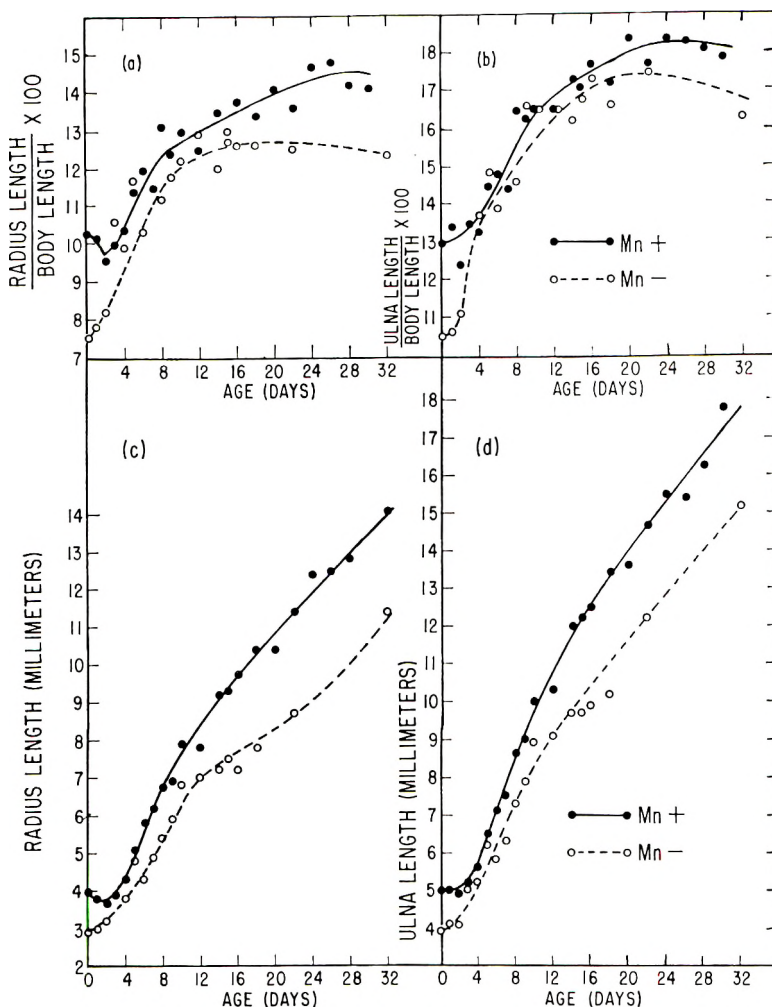 (a)
RADIUS LENGTH
BODY LENGTH
X 100
15
14
13
12
11
10
9
8
7
0 4 8 12 16 20 24 28 32
AGE (DAYS)
(b)
ULNA LENGTH
BODY LENGTH
X 100
18
17
16
15
14
13
12
11
Mn +
Mn −
0 4 8 12 16 20 24 28 32
AGE (DAYS)
(c)
RADIUS LENGTH (MILLIMETERS)
14
13
12
11
10
9
8
7
6
5
4
3
2
0 4 8 12 16 20 24 28 32
AGE (DAYS)
(d)
ULNA LENGTH (MILLIMETERS)
18
17
16
15
14
13
12
11
10
9
8
7
6
5
4
3
Mn +
Mn −
0 4 8 12 16 20 24 28 32
AGE (DAYS)